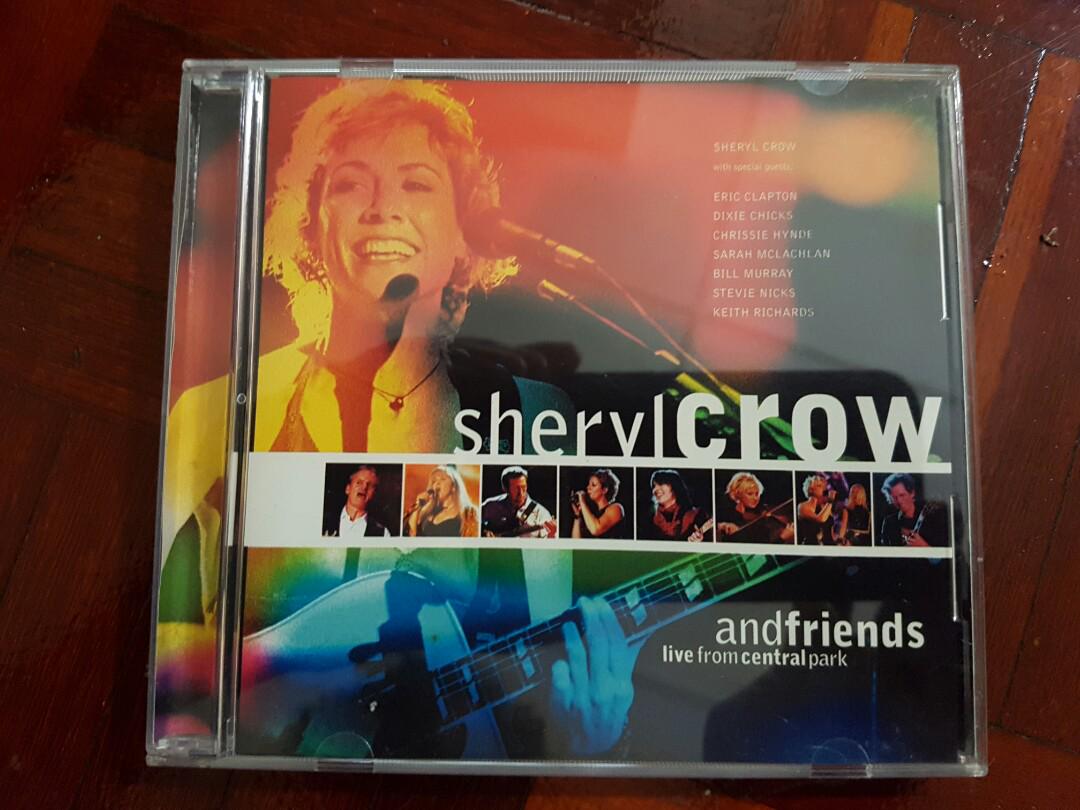 SHERYL CROW
with special guests:
ERIC CLAPTON
DIXIE CHICKS
CHRISSIE HYNDE
SARAH MCLACHLAN
BILL MURRAY
STEVIE NICKS
KEITH RICHARDS
sherylcrow
andfriends
live from central park